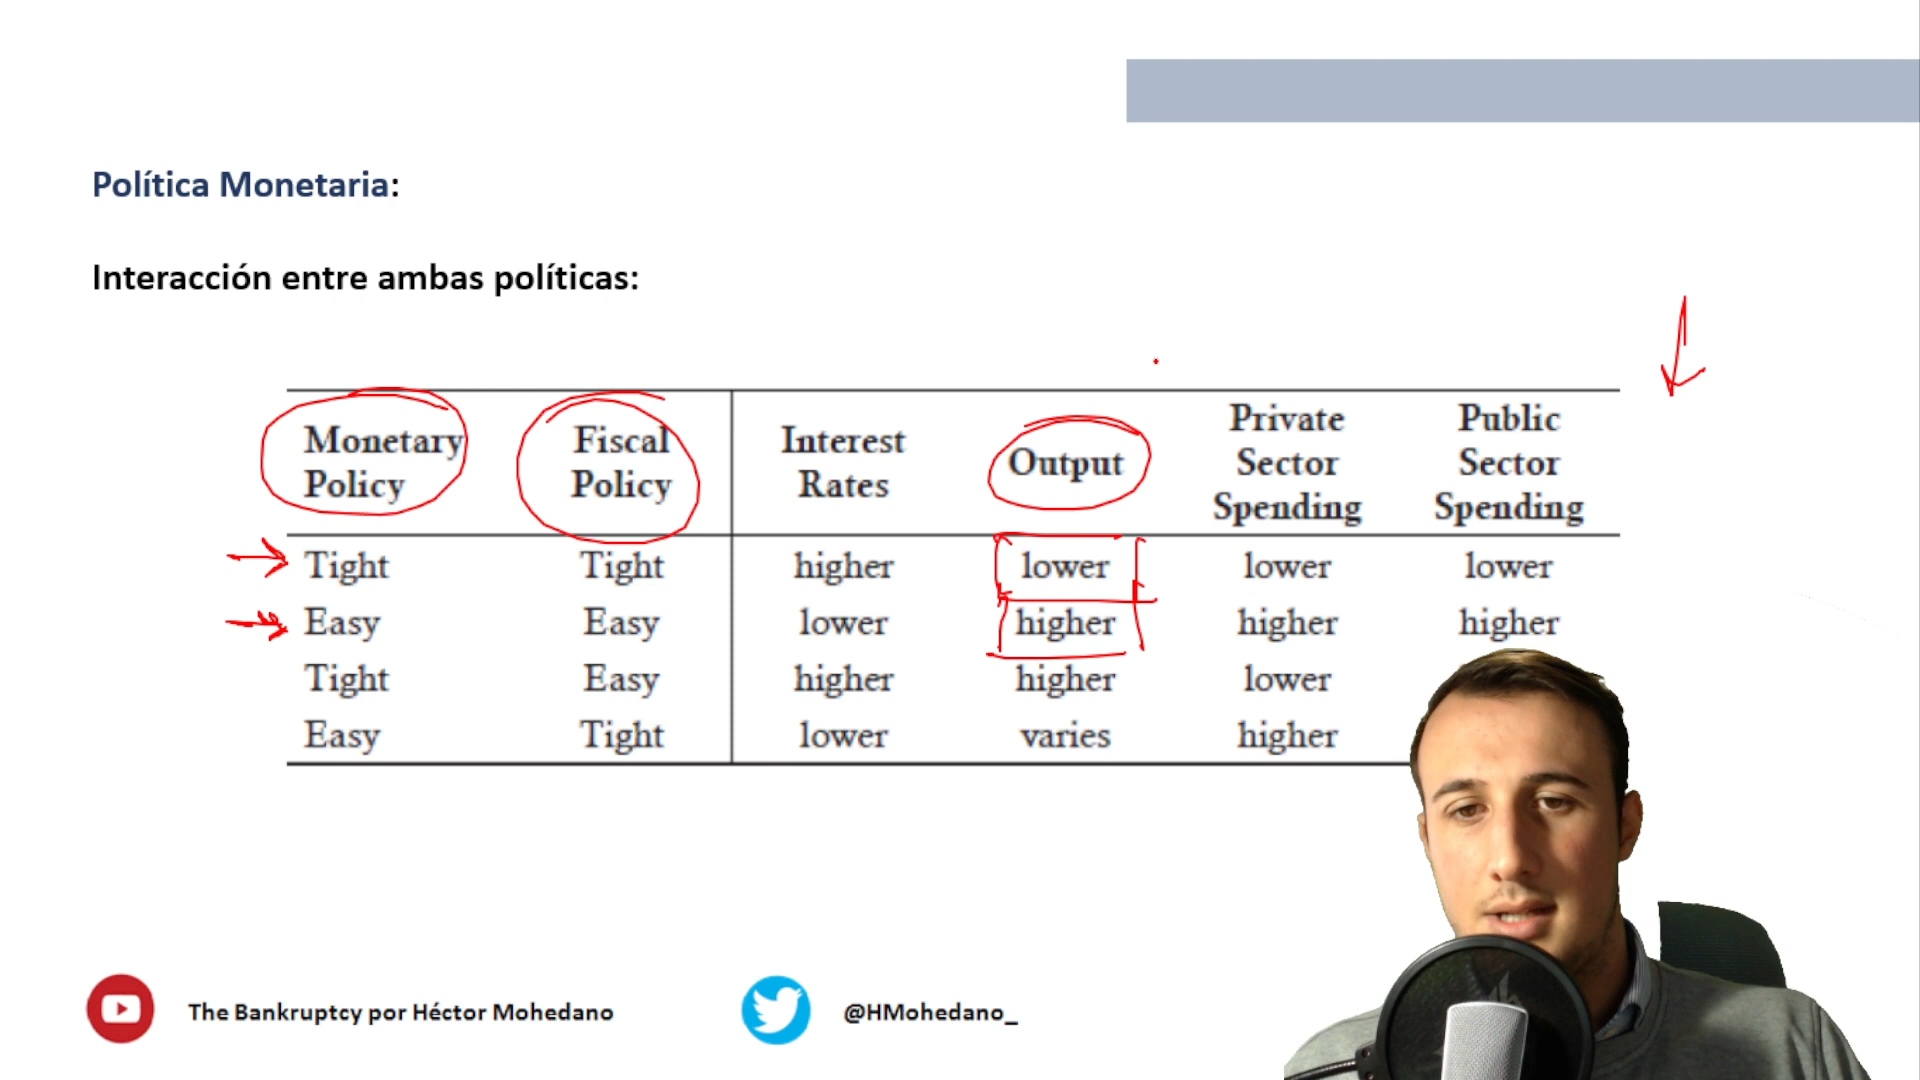 Política Monetaria:
Interacción entre ambas políticas:
Monetary Policy Fiscal Policy Interest Rates Output Private Sector Spending Public Sector Spending
Tight Tight higher lower lower lower
Easy Easy lower higher higher higher
Tight Easy higher higher lower
Easy Tight lower varies higher
The Bankruptcy por Héctor Mohedano
@HMohedano_